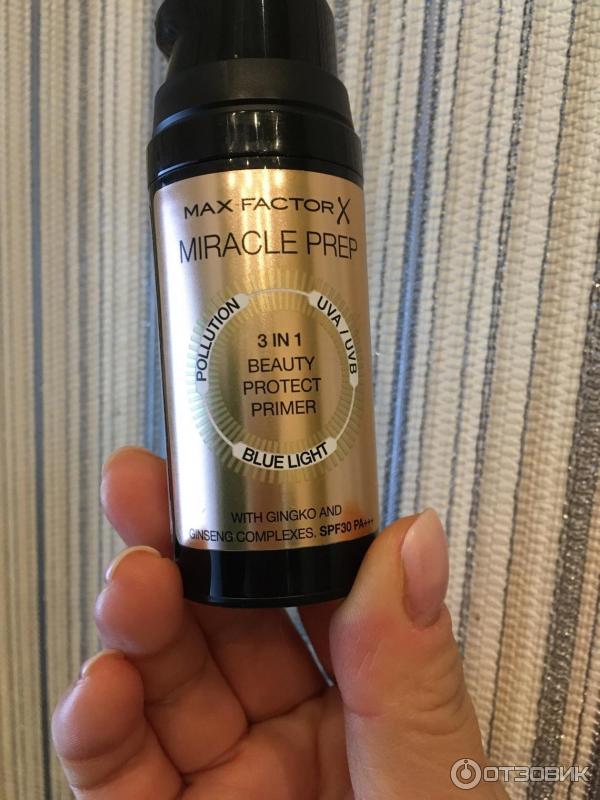 MAX FACTOR X
MIRACLE PREP
POLLUTION
UVA / UVB
3 IN 1
BEAUTY
PROTECT
PRIMER
BLUE LIGHT
WITH GINGKO AND
GINSENG COMPLEXES. SPF30 PA+++
ОТЗОВИК